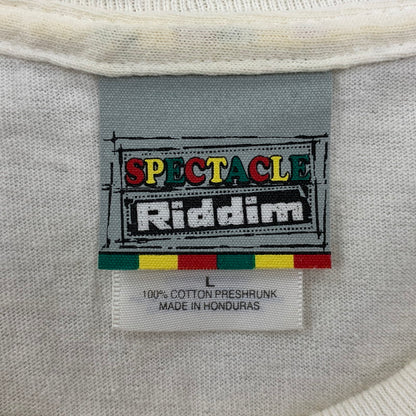 SPECTACLE
Riddim
L
100% COTTON PRESHRUNK
MADE IN HONDURAS